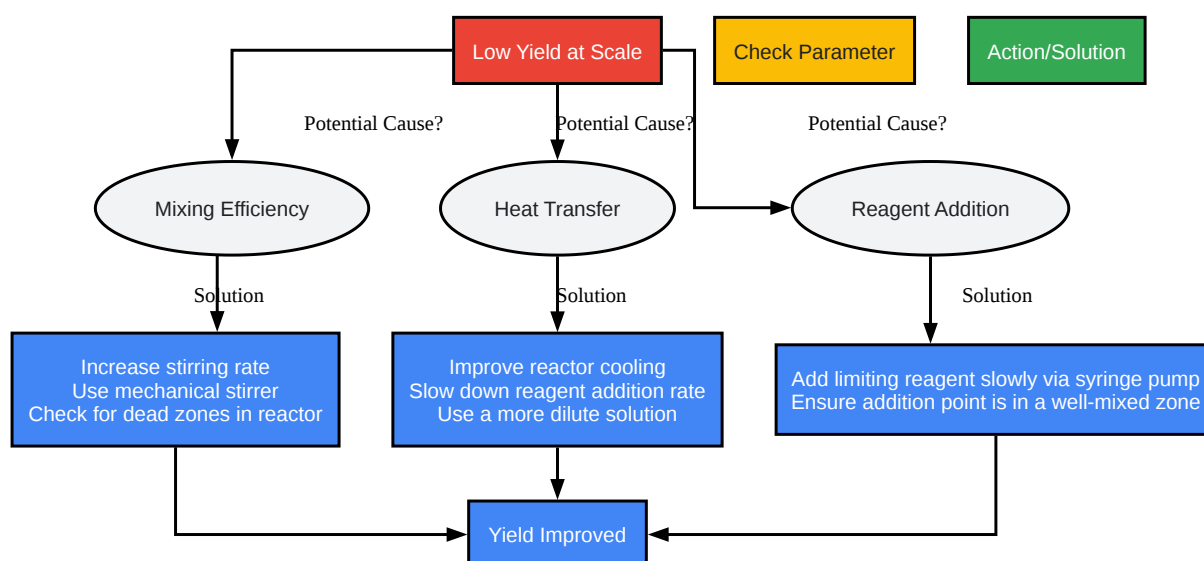 Low Yield at Scale
Check Parameter
Action/Solution
Potential Cause?
Potential Cause?
Potential Cause?
Mixing Efficiency
Heat Transfer
Reagent Addition
Solution
Solution
Solution
Increase stirring rate
Use mechanical stirrer
Check for dead zones in reactor
Improve reactor cooling
Slow down reagent addition rate
Use a more dilute solution
Add limiting reagent slowly via syringe pump
Ensure addition point is in a well-mixed zone
Yield Improved